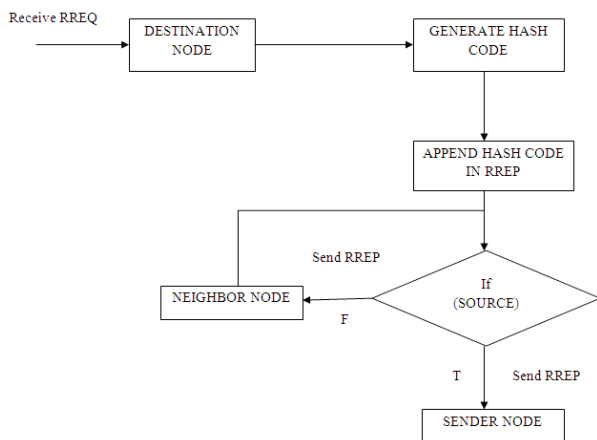 Receive RREQ
DESTINATION
NODE
GENERATE HASH
CODE
APPEND HASH CODE
IN RREP
Send RREP
If
(SOURCE)
NEIGHBOR NODE
F
T
Send RREP
SENDER NODE